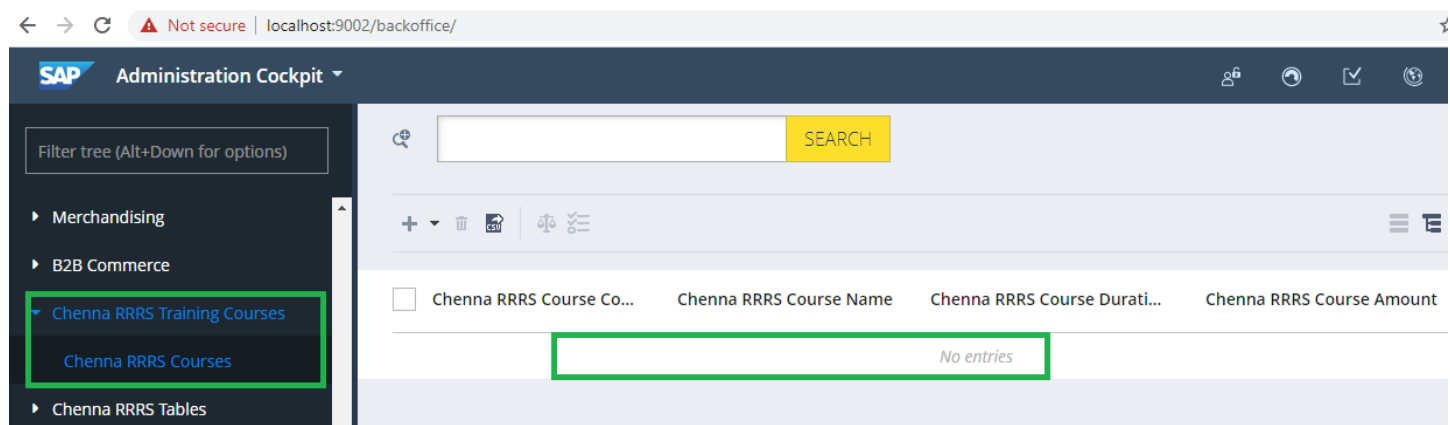 Not secure | localhost:9002/backoffice/
SAP Administration Cockpit
Filter tree (Alt+Down for options)
SEARCH
Merchandising
CSV
B2B Commerce
Chenna RRRS Course Co... Chenna RRRS Course Name Chenna RRRS Course Durati... Chenna RRRS Course Amount
Chenna RRRS Training Courses
No entries
Chenna RRRS Courses
Chenna RRRS Tables